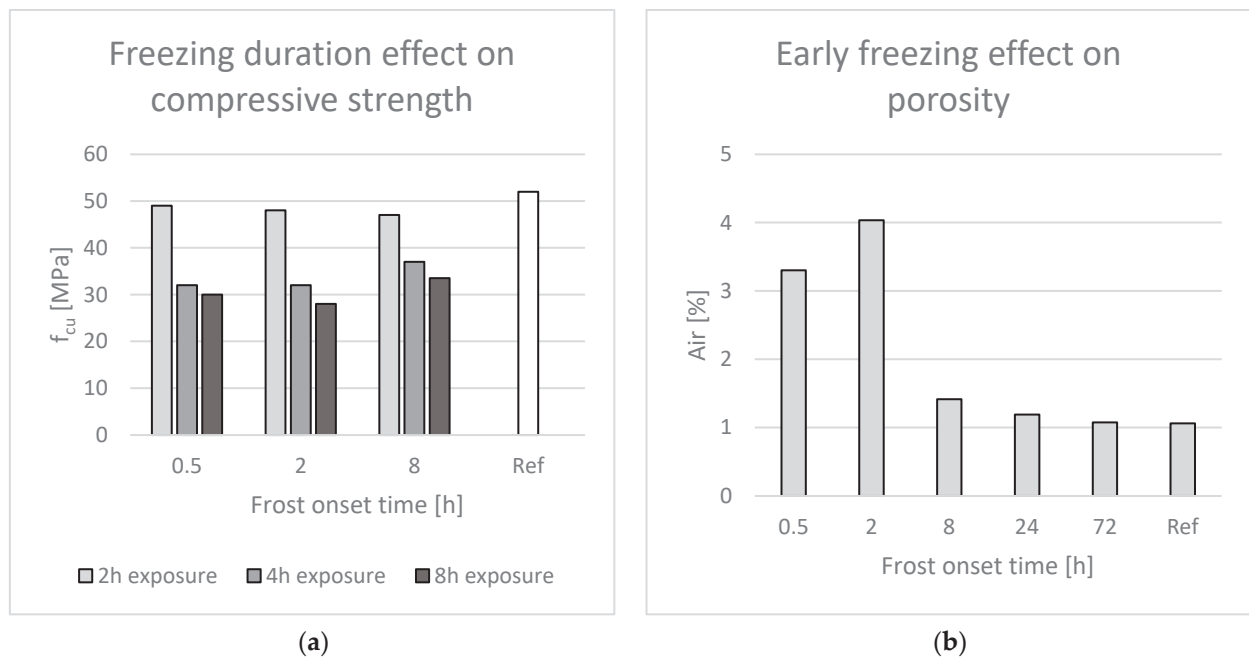 Freezing duration effect on
compressive strength
60
50
40
30
20
10
0
f_cu [MPa]
0.5 2 8 Ref
Frost onset time [h]
2h exposure 4h exposure 8h exposure
(a)
Early freezing effect on
porosity
5
4
3
2
1
0
Air [%]
0.5 2 8 24 72 Ref
Frost onset time [h]
(b)